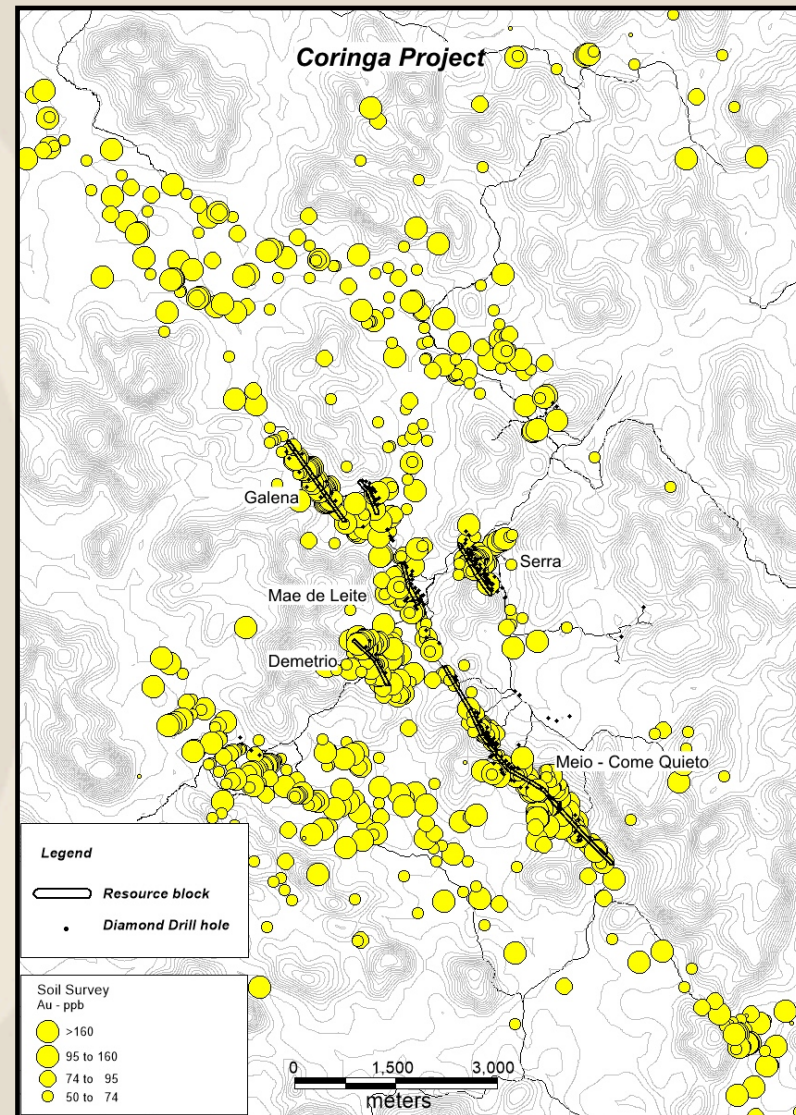 Coringa Project
Galena
Serra
Mae de Leite
Demetrio
Meio - Come Quieto
Legend
Resource block
Diamond Drill hole
Soil Survey
Au - ppb
>160
95 to 160
74 to 95
50 to 74
0 1,500 3,000
meters